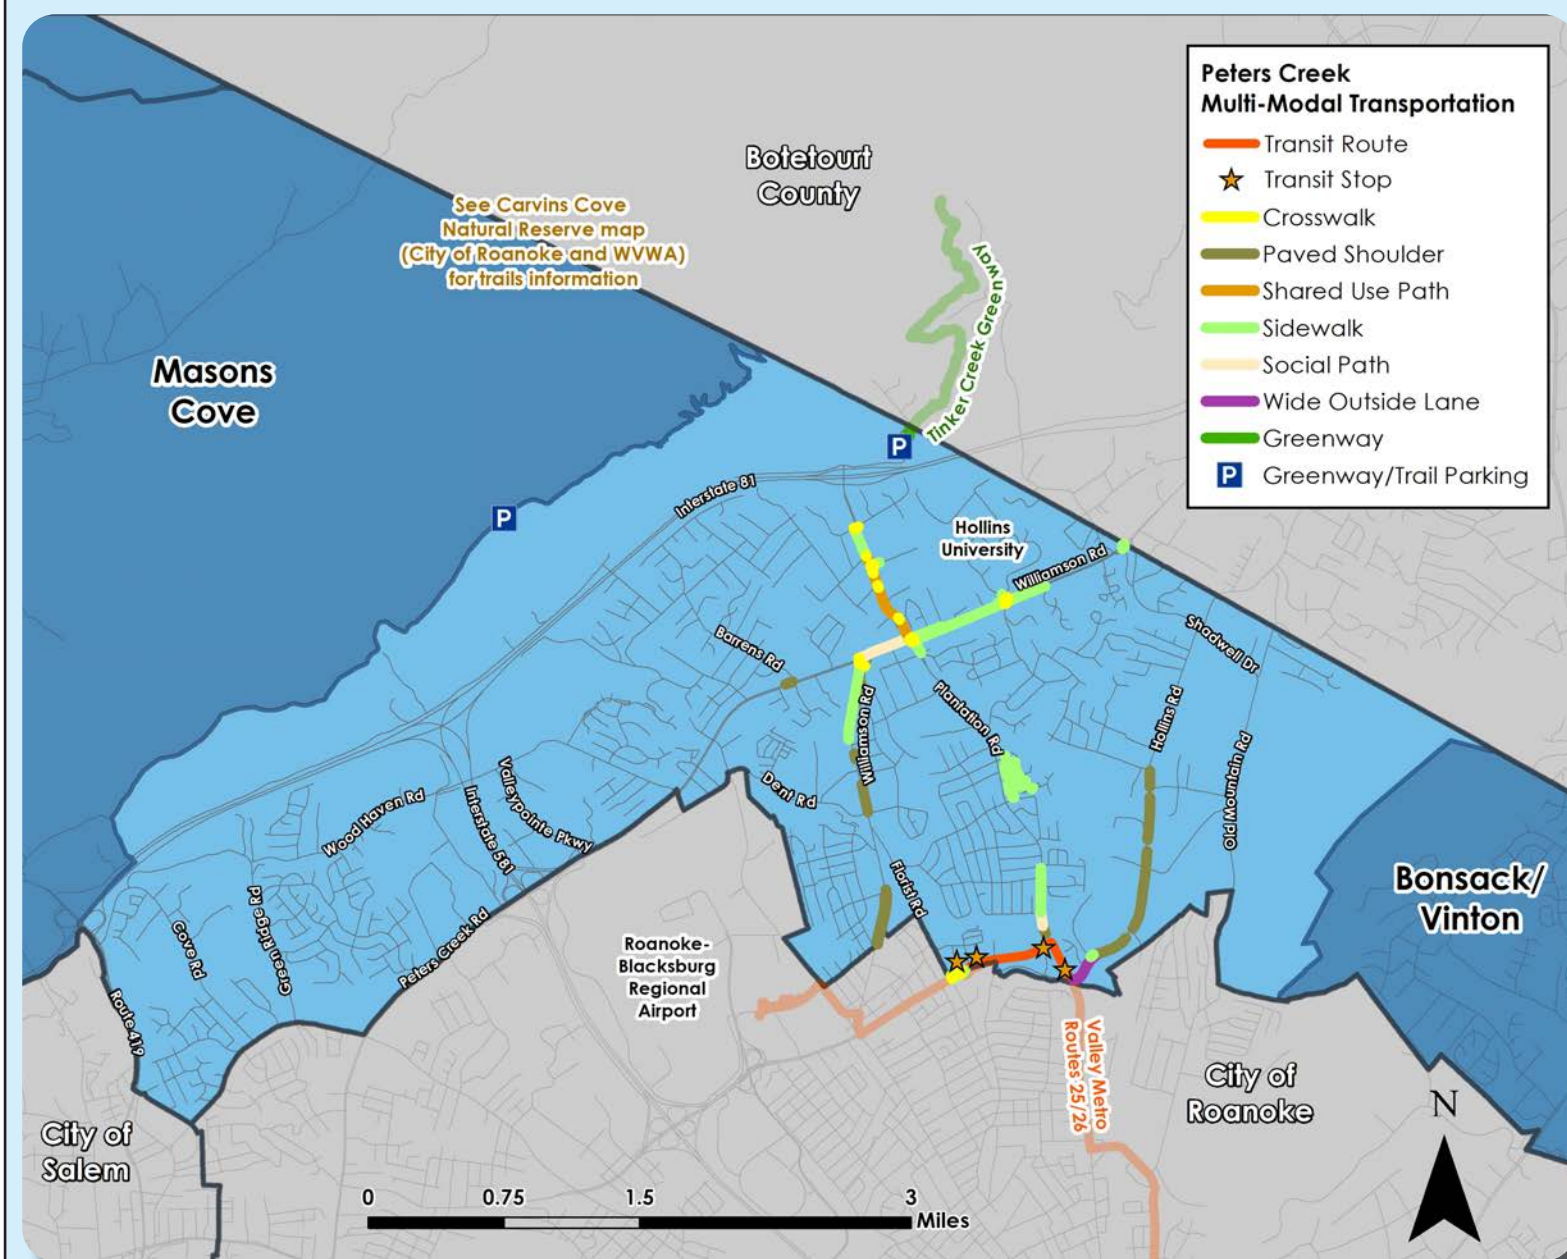 Peters Creek
Multi-Modal Transportation
Transit Route
Transit Stop
Crosswalk
Paved Shoulder
Shared Use Path
Sidewalk
Social Path
Wide Outside Lane
Greenway
P
Greenway/Trail Parking
Botetourt
County
See Carvins Cove
Natural Reserve map
(City of Roanoke and WVWA)
for trails information
Tinker Creek Greenway
Masons
Cove
P
P
Interstate 81
Hollins
University
Williamson Rd
Shadwell Dr
Barrens Rd
Williamson Rd
Plantation Rd
Hollins Rd
Old Mountain Rd
Dent Rd
Valleypointe Pkwy
Interstate 581
Wood Haven Rd
Florist Rd
Bonsack/
Vinton
Green Ridge Rd
Cove Rd
Peters Creek Rd
Route 419
Roanoke-
Blacksburg
Regional
Airport
Valley Metro
Routes 25/26
City of
Roanoke
City of
Salem
N
0 0.75 1.5 3
Miles